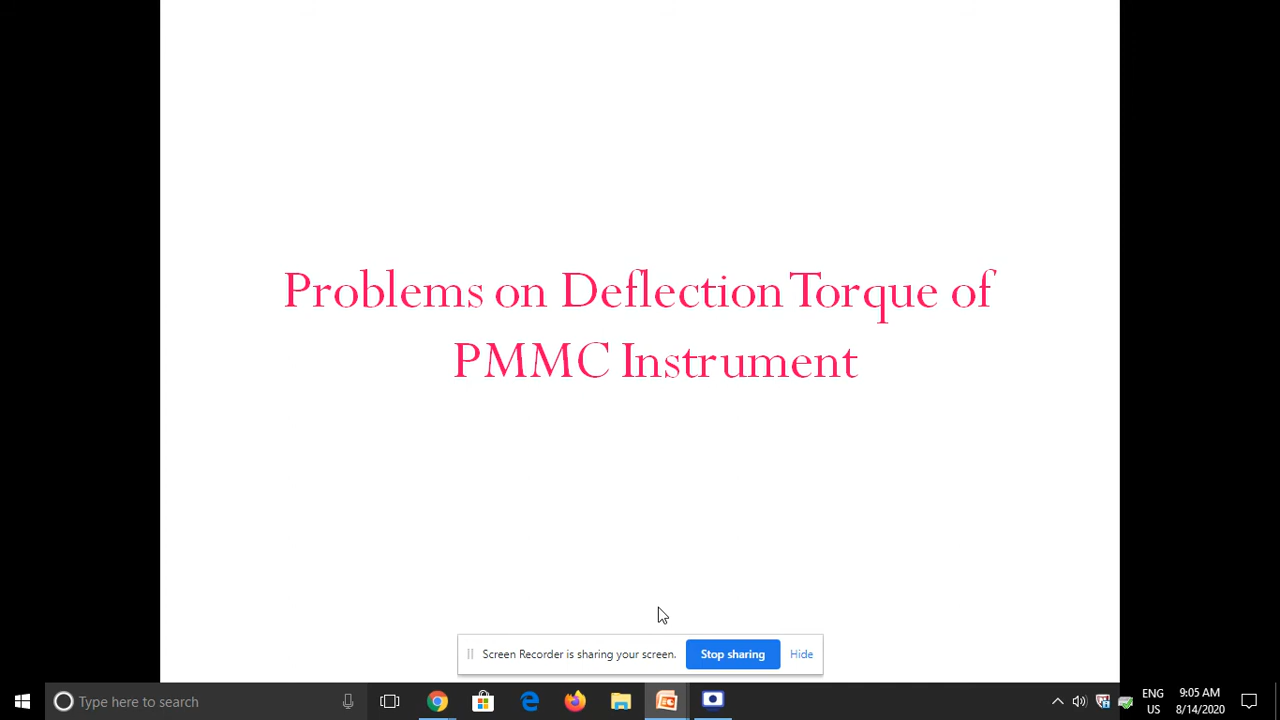 Problems on Deflection Torque of
PMMC Instrument
Screen Recorder is sharing your screen. Stop sharing Hide
Type here to search
ENG
US
9:05 AM
8/14/2020